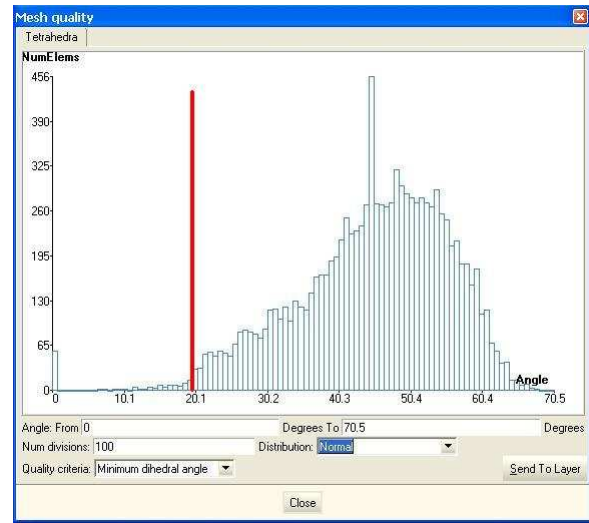 Mesh quality
Tetrahedra
NumElems
456
390
325
260
195
130
65
0
0 10.1 20.1 30.2 40.3 50.4 60.4 70.5
Angle
Angle: From 0 Degrees To 70.5 Degrees
Num divisions: 100 Distribution: Normal
Quality criteria: Minimum dihedral angle Send To Layer
Close